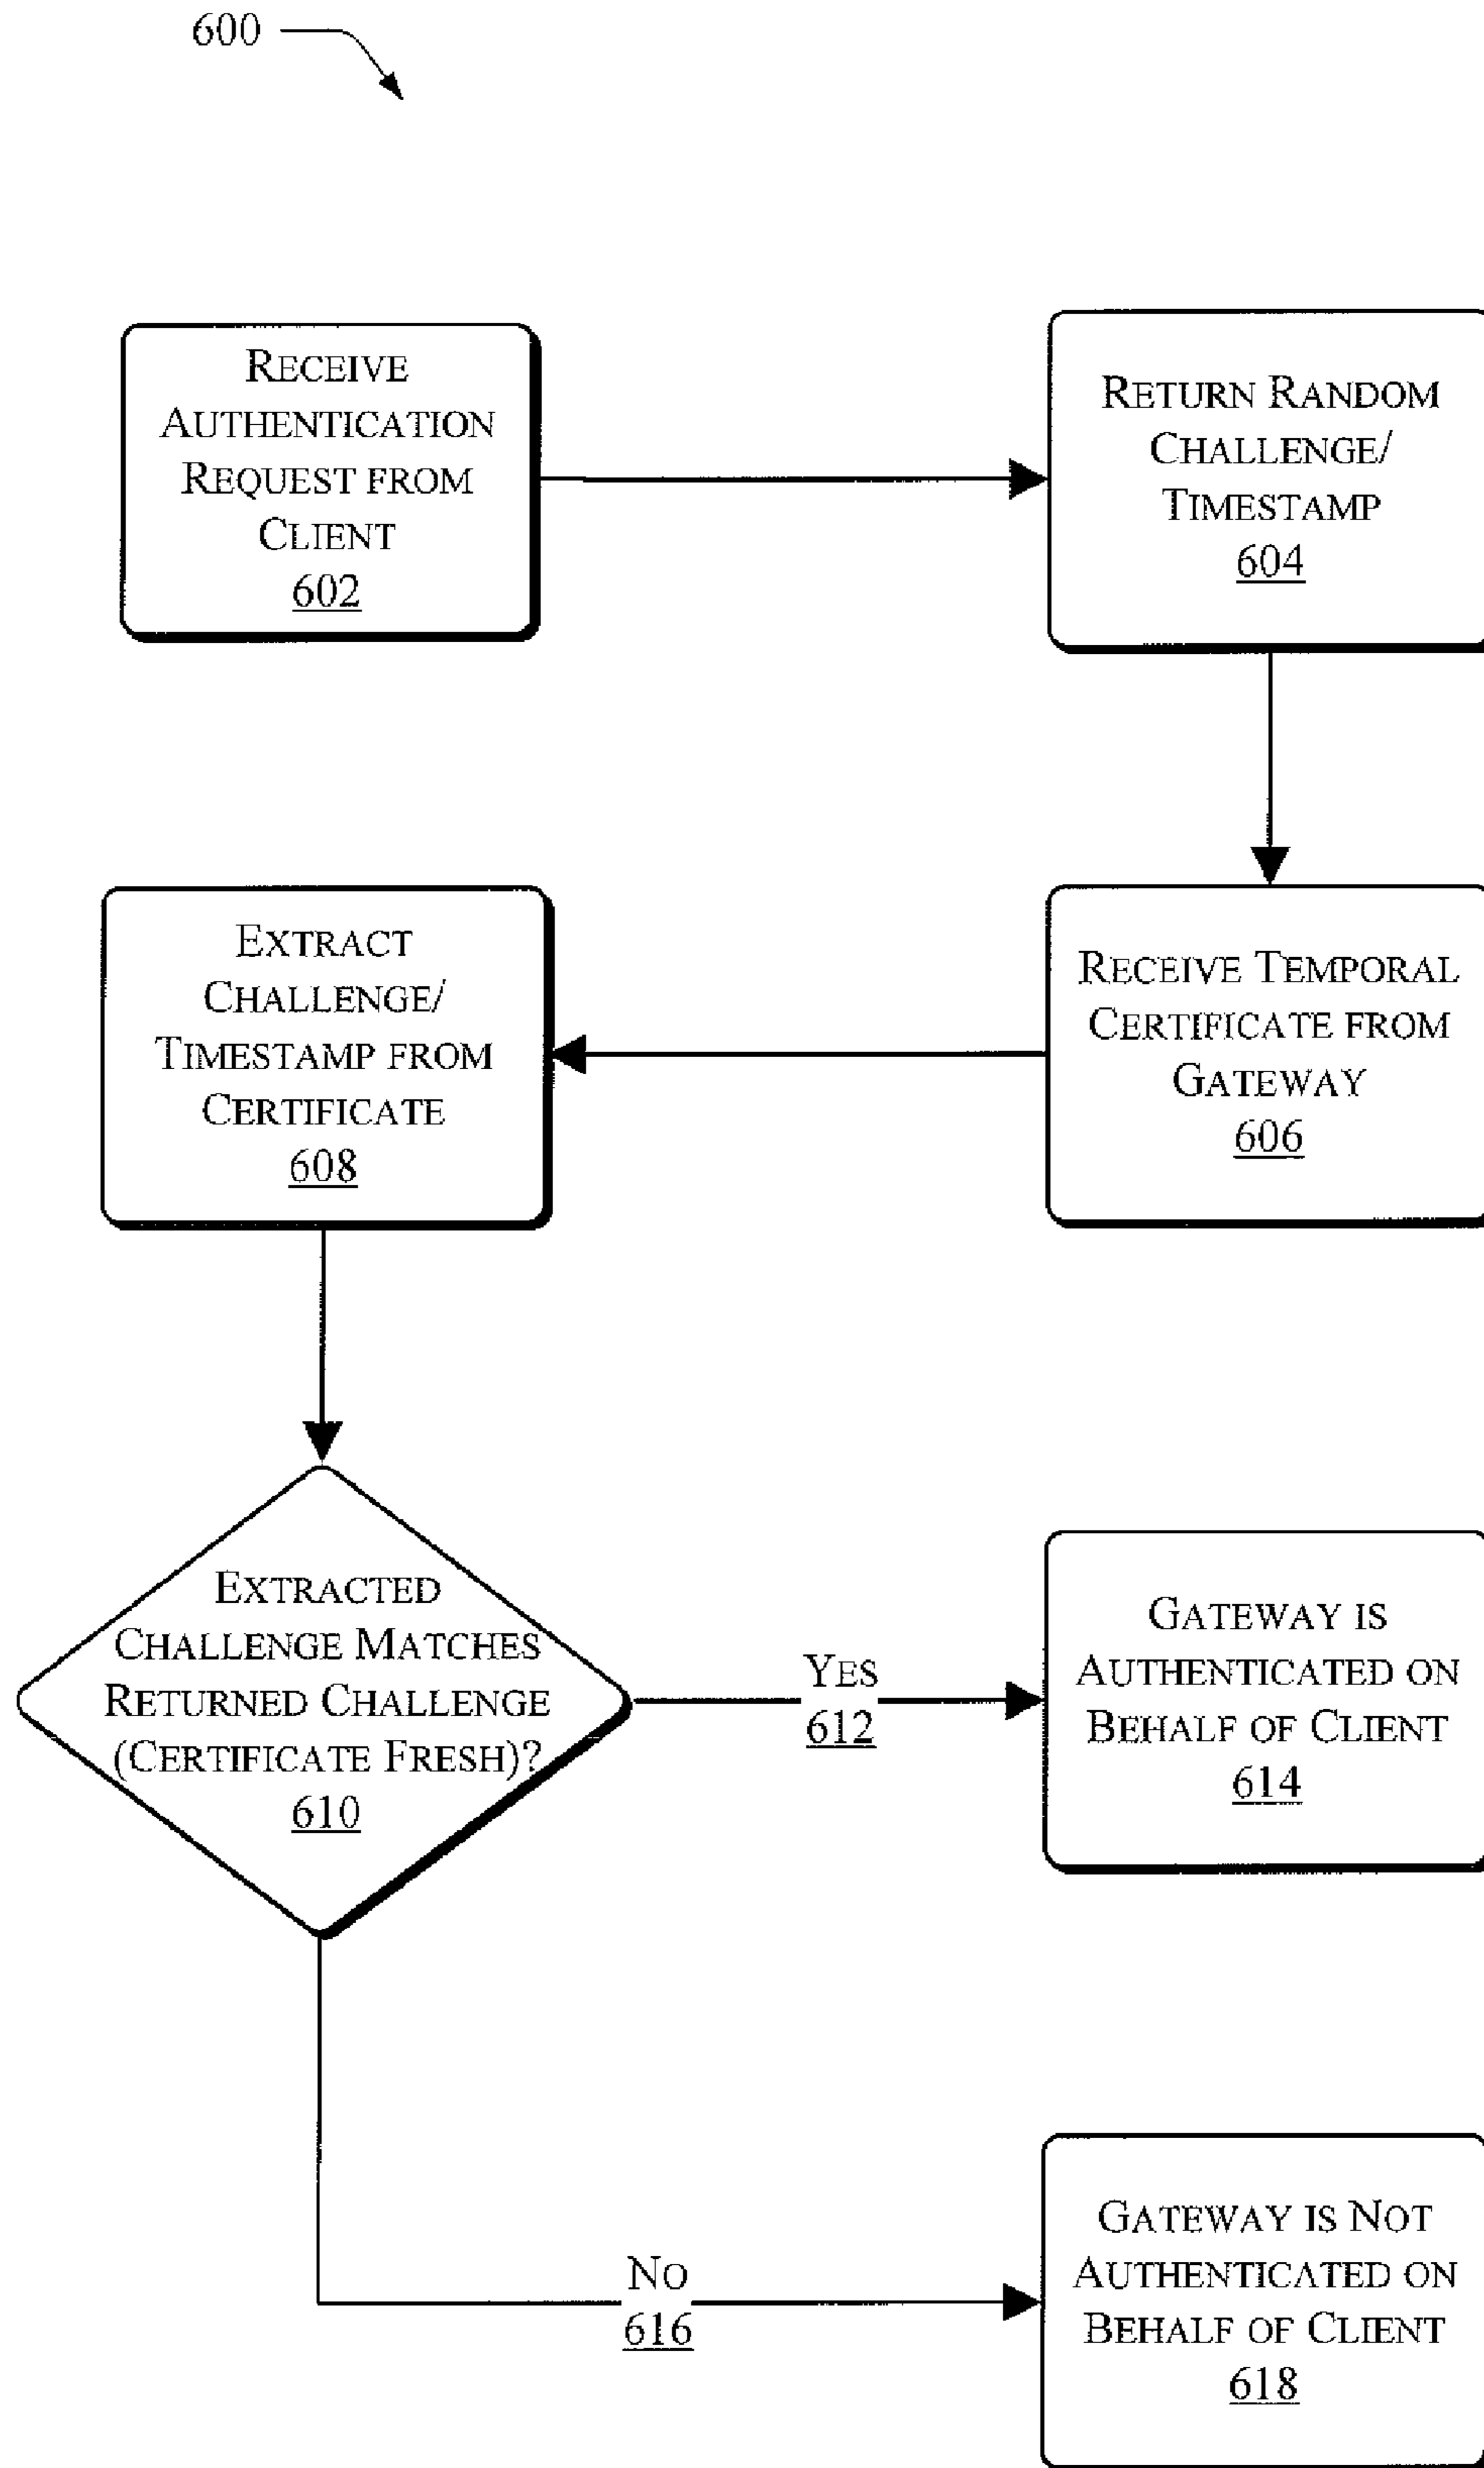 600
RECEIVE
AUTHENTICATION
REQUEST FROM
CLIENT
602
RETURN RANDOM
CHALLENGE/
TIMESTAMP
604
RECEIVE TEMPORAL
CERTIFICATE FROM
GATEWAY
606
EXTRACT
CHALLENGE/
TIMESTAMP FROM
CERTIFICATE
608
EXTRACTED
CHALLENGE MATCHES
RETURNED CHALLENGE
(CERTIFICATE FRESH)?
610
YES
612
GATEWAY IS
AUTHENTICATED ON
BEHALF OF CLIENT
614
NO
616
GATEWAY IS NOT
AUTHENTICATED ON
BEHALF OF CLIENT
618